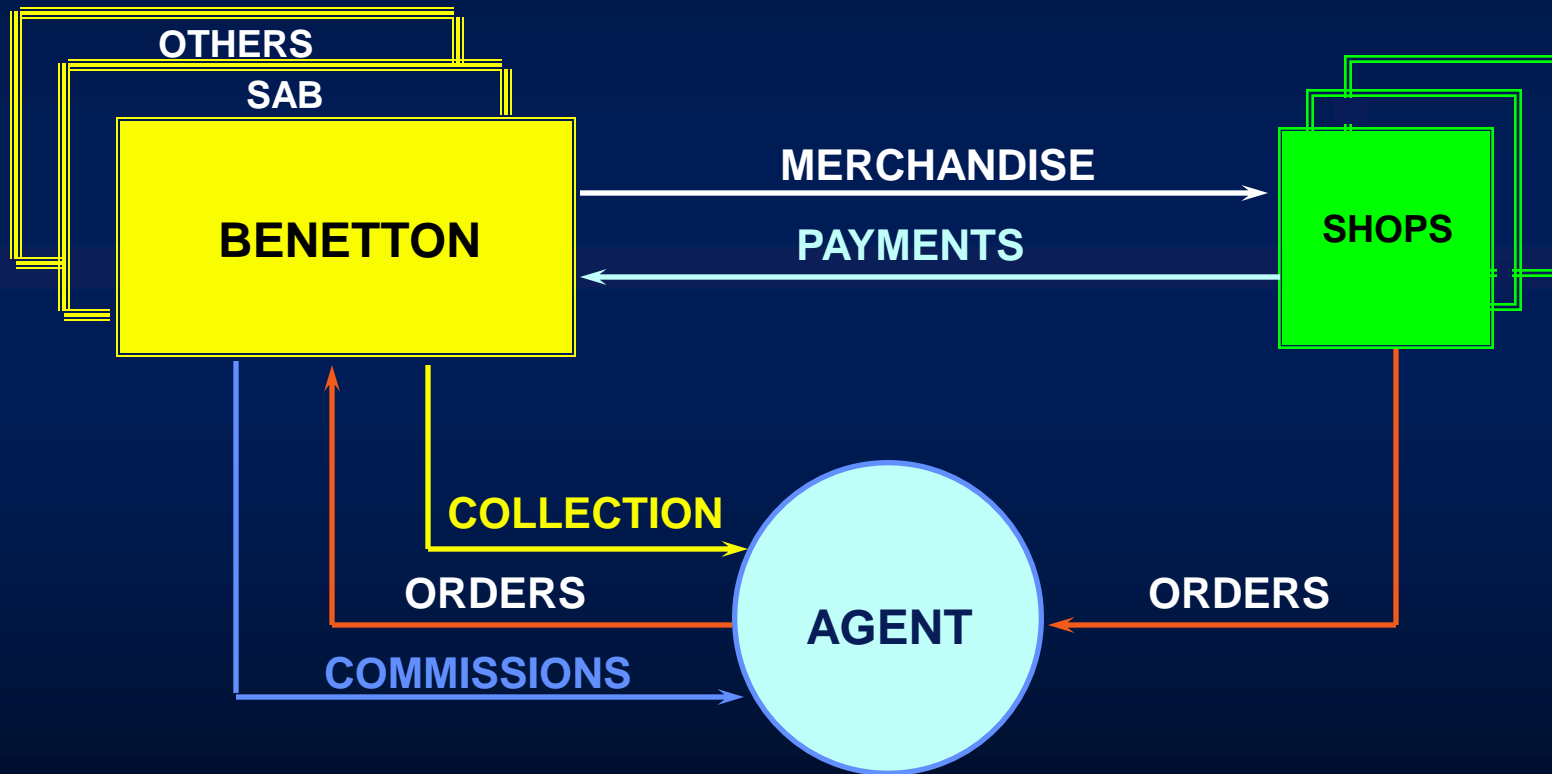 OTHERS
SAB
MERCHANDISE
BENETTON
SHOPS
PAYMENTS
COLLECTION
ORDERS
ORDERS
AGENT
COMMISSIONS